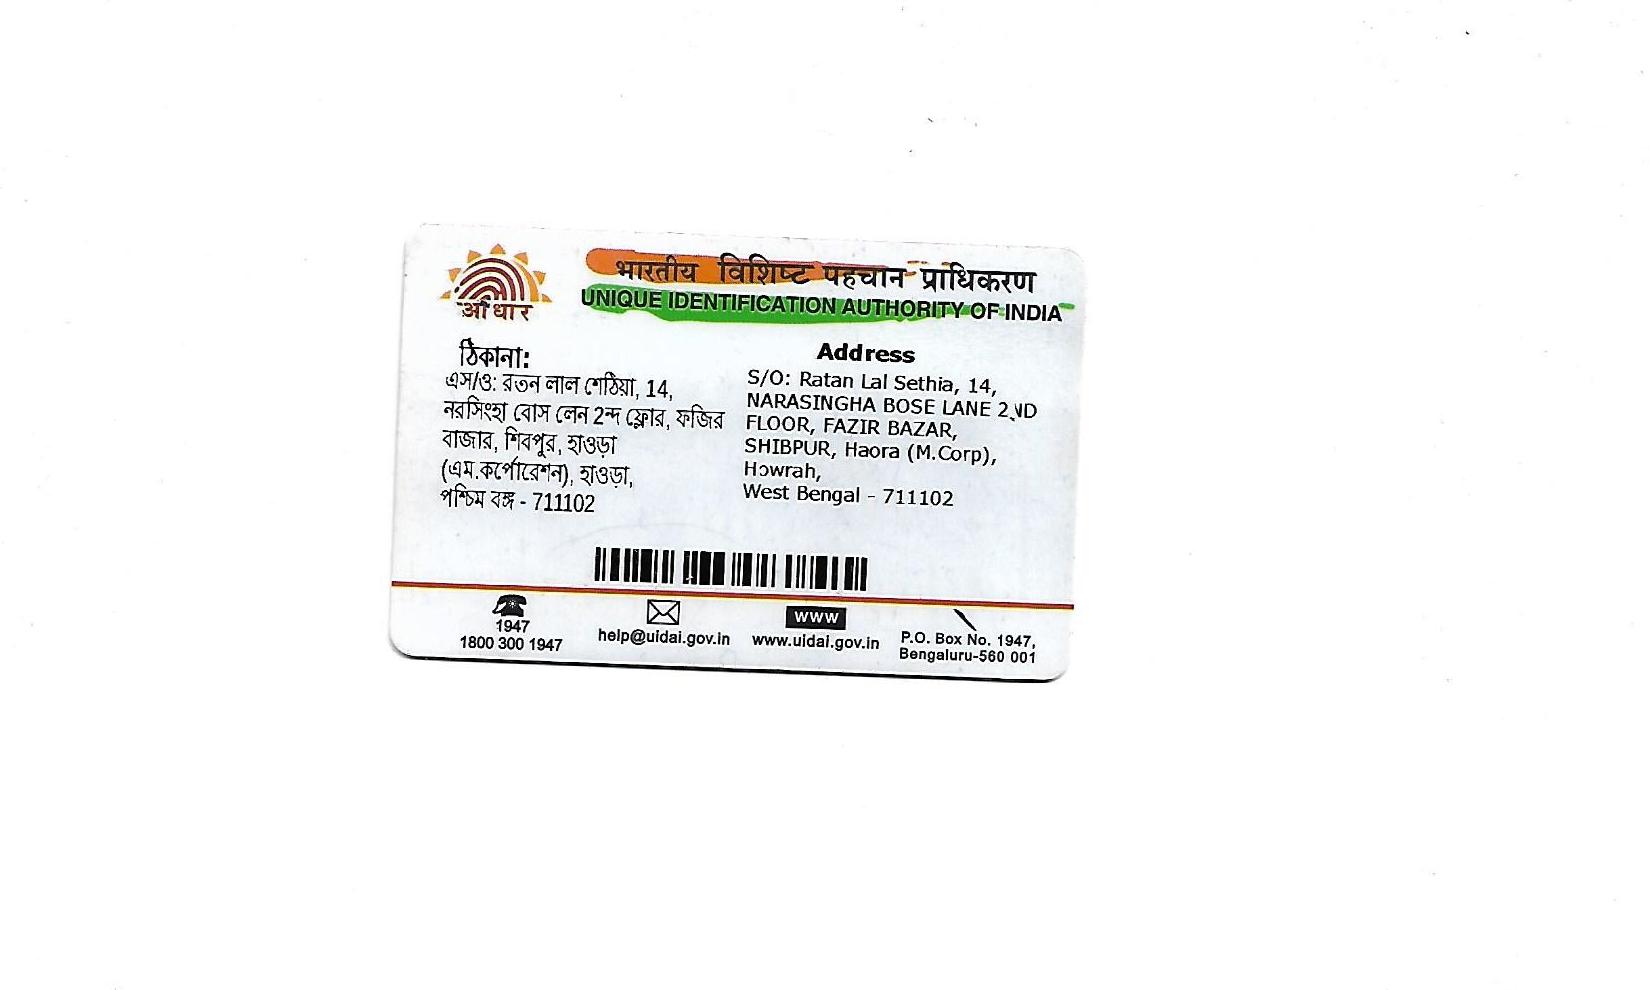 भारतीय विशिष्ट पहचान प्राधिकरण
UNIQUE IDENTIFICATION AUTHORITY OF INDIA
आधार
ঠিকানা:
এস/ও: রতন লাল শেঠিয়া, 14,
নরসিংহা বোস লেন 2ন্দ ফ্লোর, ফজির
বাজার, শিবপুর, হাওড়া
(এম.কর্পোরেশন), হাওড়া,
পশ্চিম বঙ্গ - 711102
Address
S/O: Ratan Lal Sethia, 14,
NARASINGHA BOSE LANE 2ND
FLOOR, FAZIR BAZAR,
SHIBPUR, Haora (M.Corp),
Howrah,
West Bengal - 711102
1947
1800 300 1947
help@uidai.gov.in
www
www.uidai.gov.in
P.O. Box No. 1947,
Bengaluru-560 001